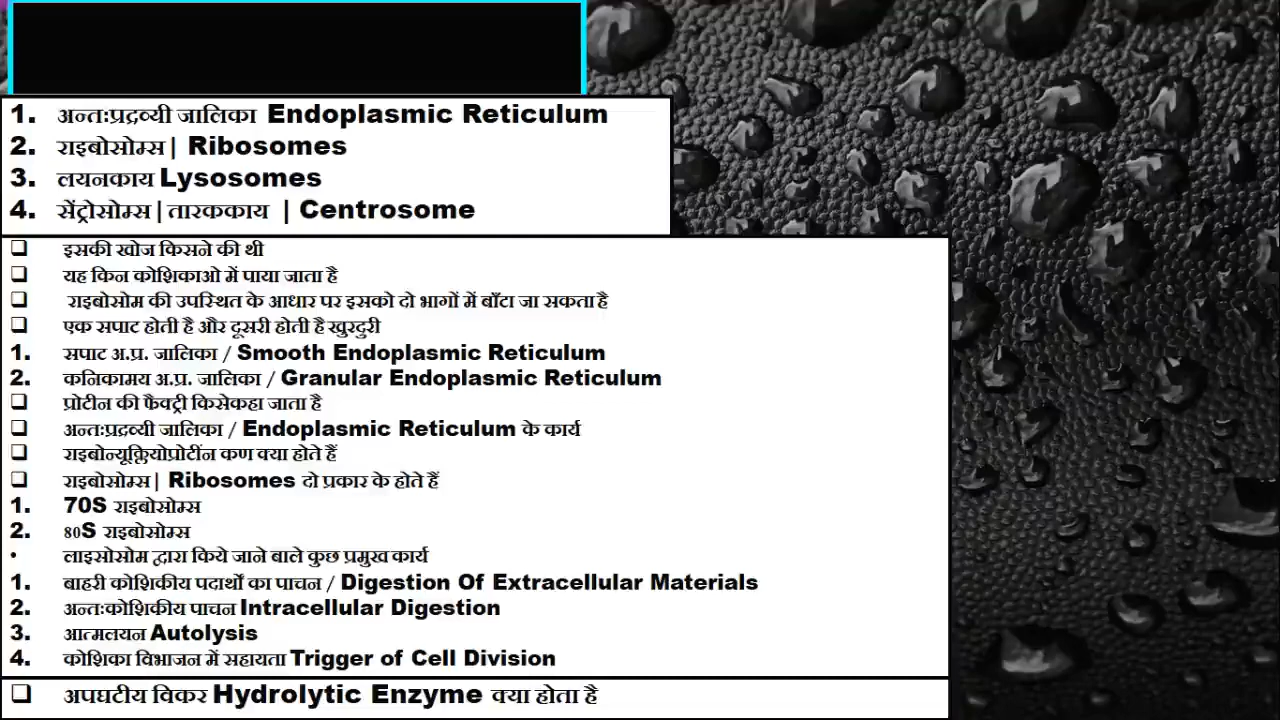 1. अन्तःप्रद्रव्यी जालिका Endoplasmic Reticulum
2. राइबोसोम्स| Ribosomes
3. लयनकाय Lysosomes
4. सेंट्रोसोम्स|तारककाय | Centrosome
❑ इसकी खोज किसने की थी
❑ यह किन कोशिकाओ में पाया जाता है
❑ राइबोसोम की उपस्थित के आधार पर इसको दो भागों में बाँटा जा सकता है
❑ एक सपाट होती है और दूसरी होती है खुरदुरी
1. सपाट अ.प्र. जालिका / Smooth Endoplasmic Reticulum
2. कनिकामय अ.प्र. जालिका / Granular Endoplasmic Reticulum
❑ प्रोटीन की फैक्ट्री किसेकहा जाता है
❑ अन्तःप्रद्रव्यी जालिका / Endoplasmic Reticulum के कार्य
❑ राइबोन्यूक्लियोप्रोटींन कण क्या होते हैं
❑ राइबोसोम्स| Ribosomes दो प्रकार के होते हैं
1. 70S राइबोसोम्स
2. 80S राइबोसोम्स
• लाइसोसोम द्वारा किये जाने बाले कुछ प्रमुख कार्य
1. बाहरी कोशिकीय पदार्थों का पाचन / Digestion Of Extracellular Materials
2. अन्तःकोशिकीय पाचन Intracellular Digestion
3. आत्मलयन Autolysis
4. कोशिका विभाजन में सहायता Trigger of Cell Division
❑ अपघटीय विकर Hydrolytic Enzyme क्या होता है